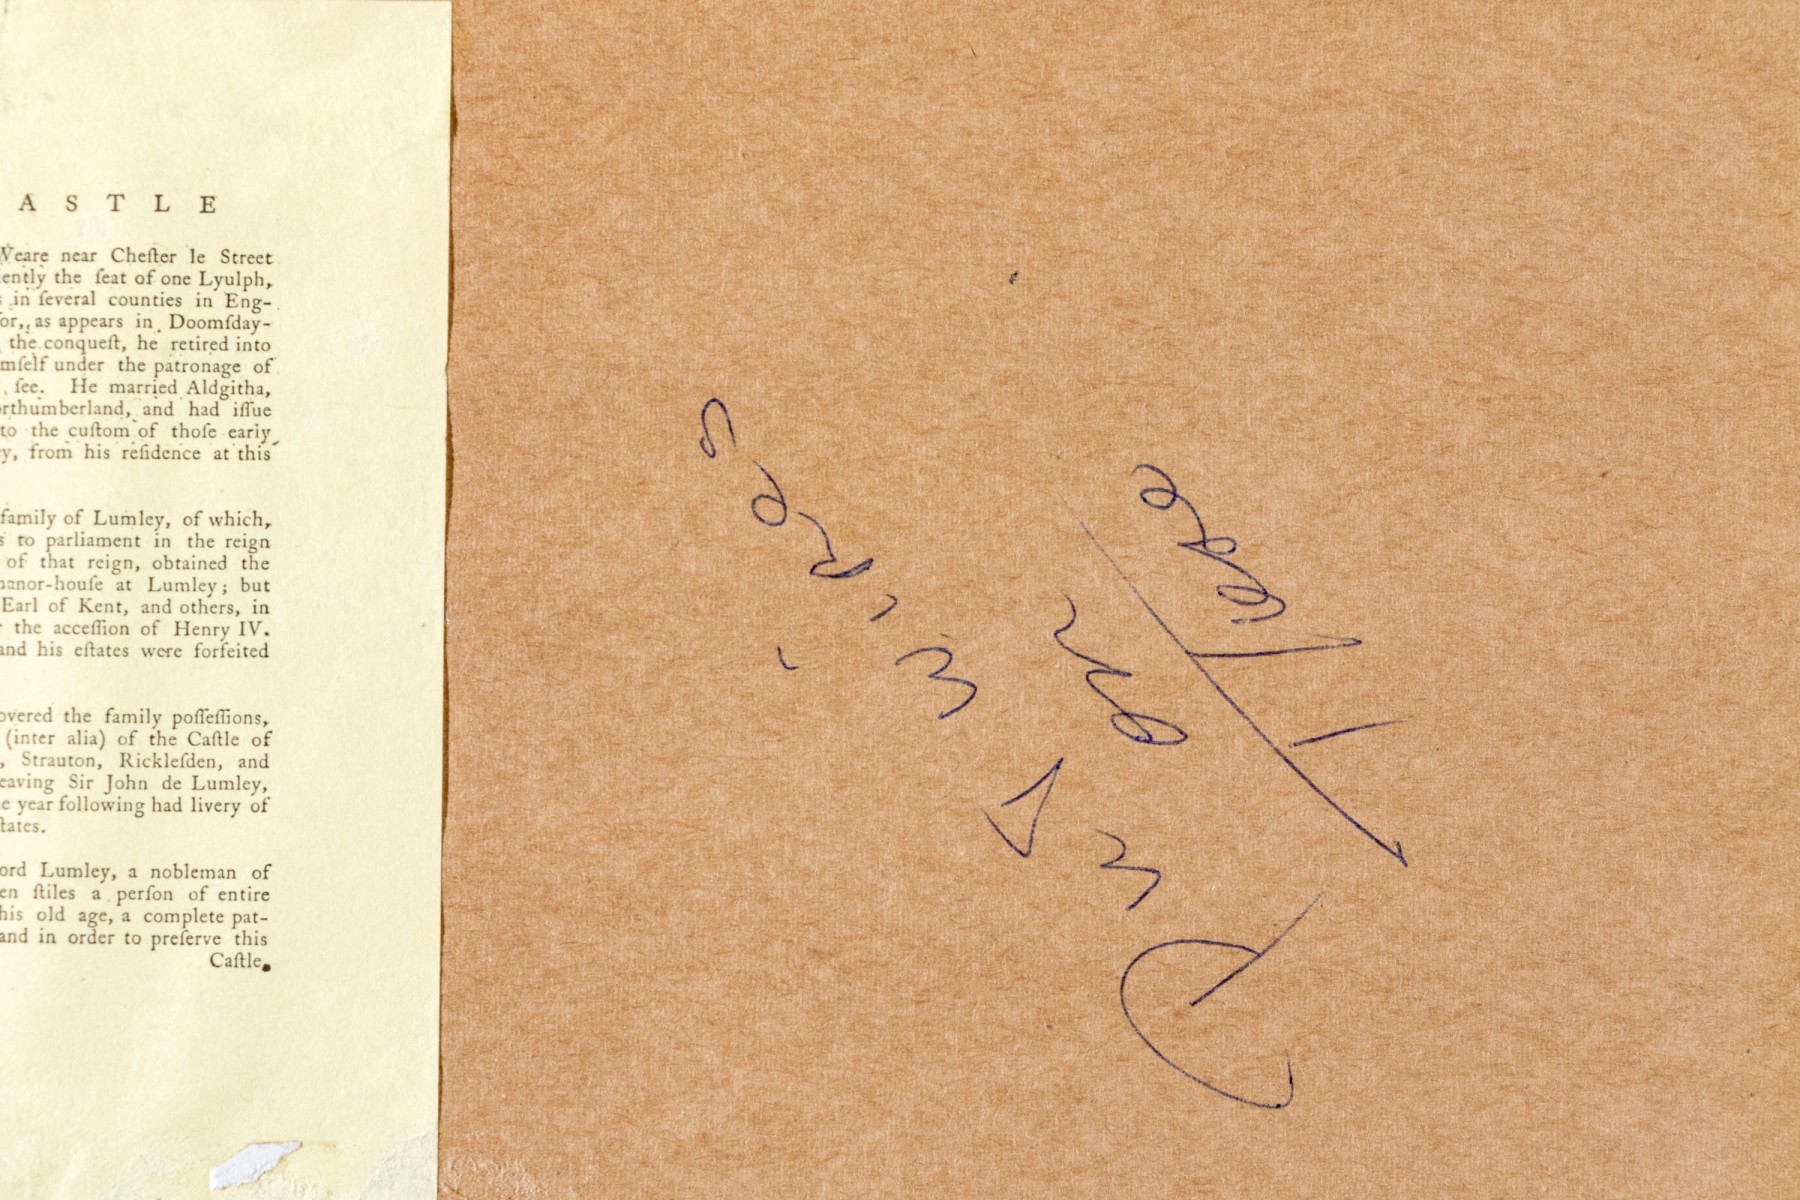 ASTLE
Weare near Cheſter le Street
ently the ſeat of one Lyulph,
in ſeveral counties in Eng-
or,, as appears in Doomſday-
the conqueſt, he retired into
mſelf under the patronage of
ſee. He married Aldgitha,
rthumberland, and had iſſue
to the cuſtom of thoſe early
y, from his reſidence at this
family of Lumley, of which,
s to parliament in the reign
of that reign, obtained the
manor-houſe at Lumley; but
Earl of Kent, and others, in
r the acceſſion of Henry IV.
and his eſtates were forfeited
overed the family poſſeſſions,
(inter alia) of the Caſtle of
, Strauton, Rickleſden, and
eaving Sir John de Lumley,
e year following had livery of
ſtates.
ord Lumley, a nobleman of
en ſtiles a perſon of entire
his old age, a complete pat-
and in order to preſerve this
Caſtle.